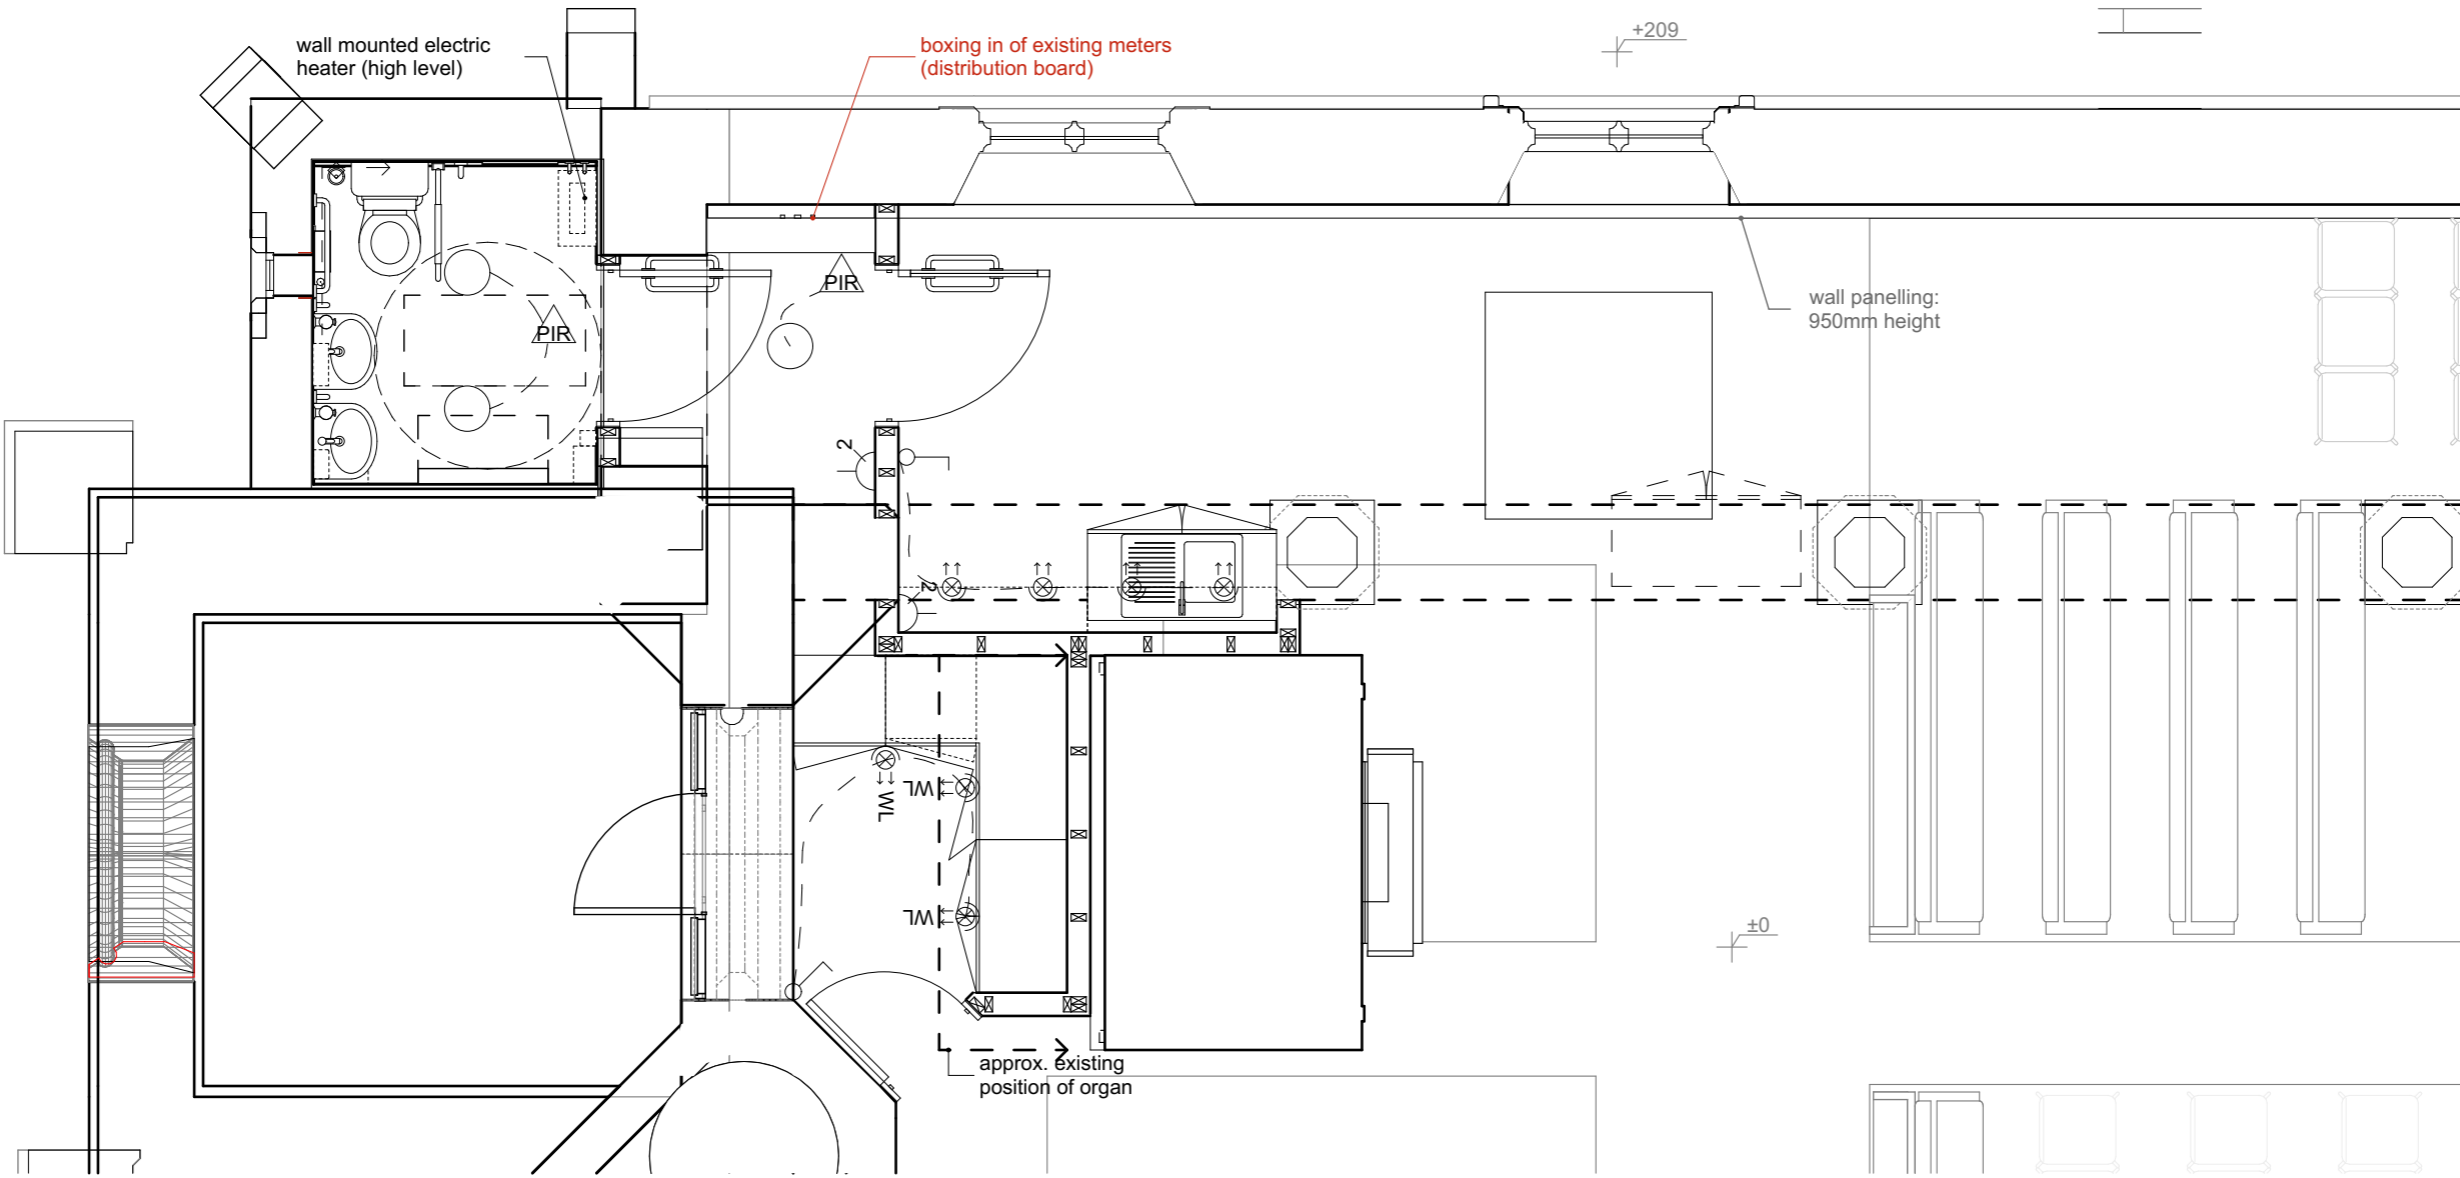 wall mounted electric
heater (high level)
boxing in of existing meters
(distribution board)
+209
PIR
PIR
wall panelling:
950mm height
2
2
WL
WL
WL
±0
approx. existing
position of organ